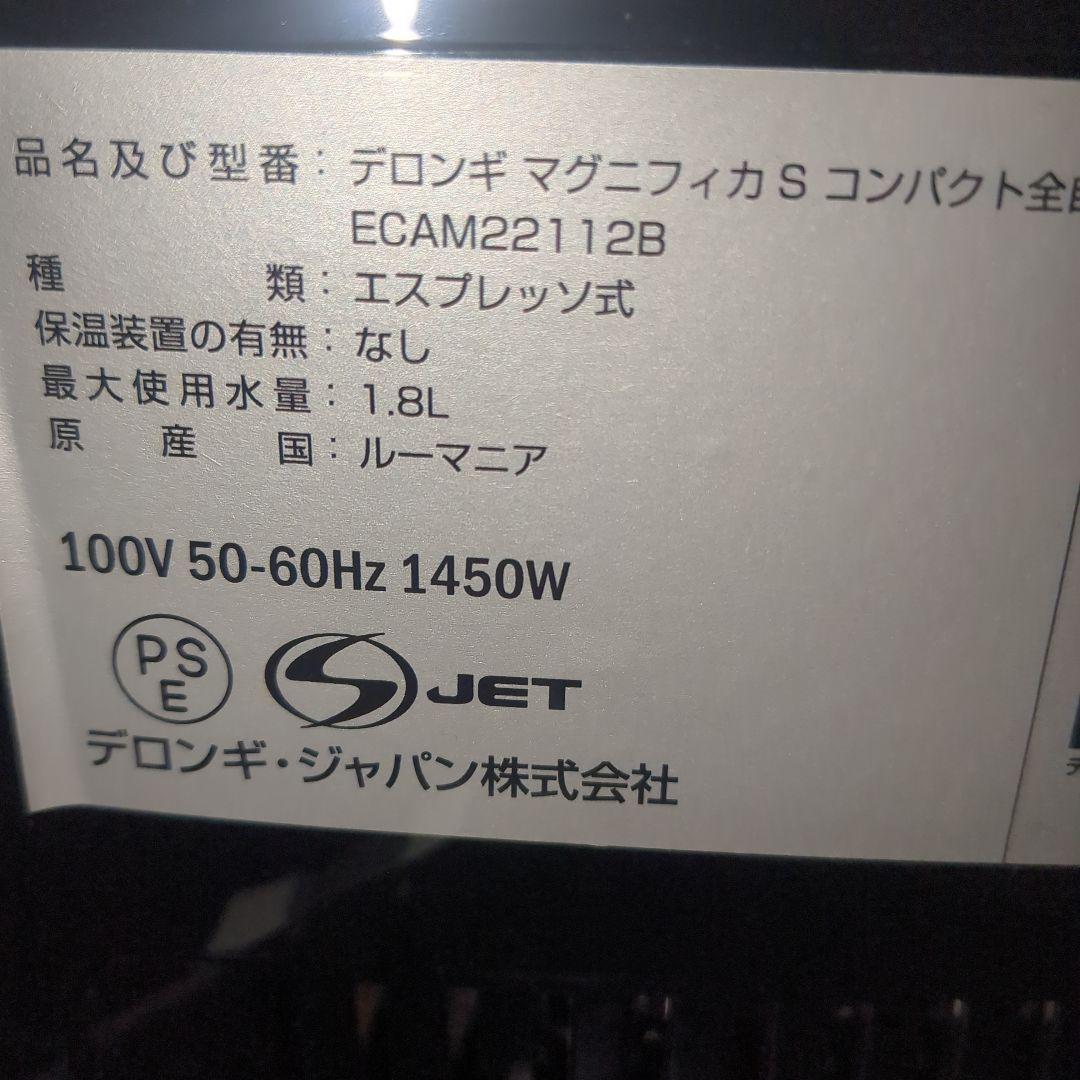 品名及び型番：デロンギ マグニフィカ S コンパクト全自
ECAM22112B
種類：エスプレッソ式
保温装置の有無：なし
最大使用水量：1.8L
原産国：ルーマニア
100V 50-60Hz 1450W
PSE
S JET
デロンギ・ジャパン株式会社